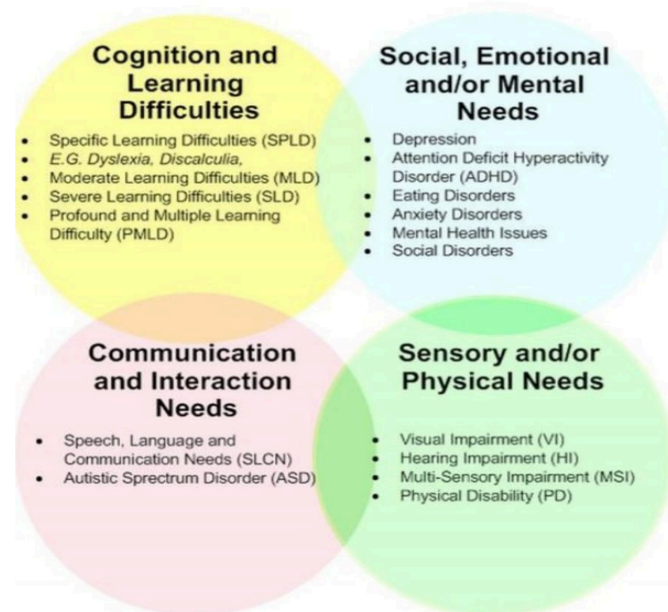 Cognition and
Learning
Difficulties
• Specific Learning Difficulties (SPLD)
• E.G. Dyslexia, Discalculia,
• Moderate Learning Difficulties (MLD)
• Severe Learning Difficulties (SLD)
• Profound and Multiple Learning
Difficulty (PMLD)
Social, Emotional
and/or Mental
Needs
• Depression
• Attention Deficit Hyperactivity
Disorder (ADHD)
• Eating Disorders
• Anxiety Disorders
• Mental Health Issues
• Social Disorders
Communication
and Interaction
Needs
• Speech, Language and
Communication Needs (SLCN)
• Autistic Sprectrum Disorder (ASD)
Sensory and/or
Physical Needs
• Visual Impairment (VI)
• Hearing Impairment (HI)
• Multi-Sensory Impairment (MSI)
• Physical Disability (PD)